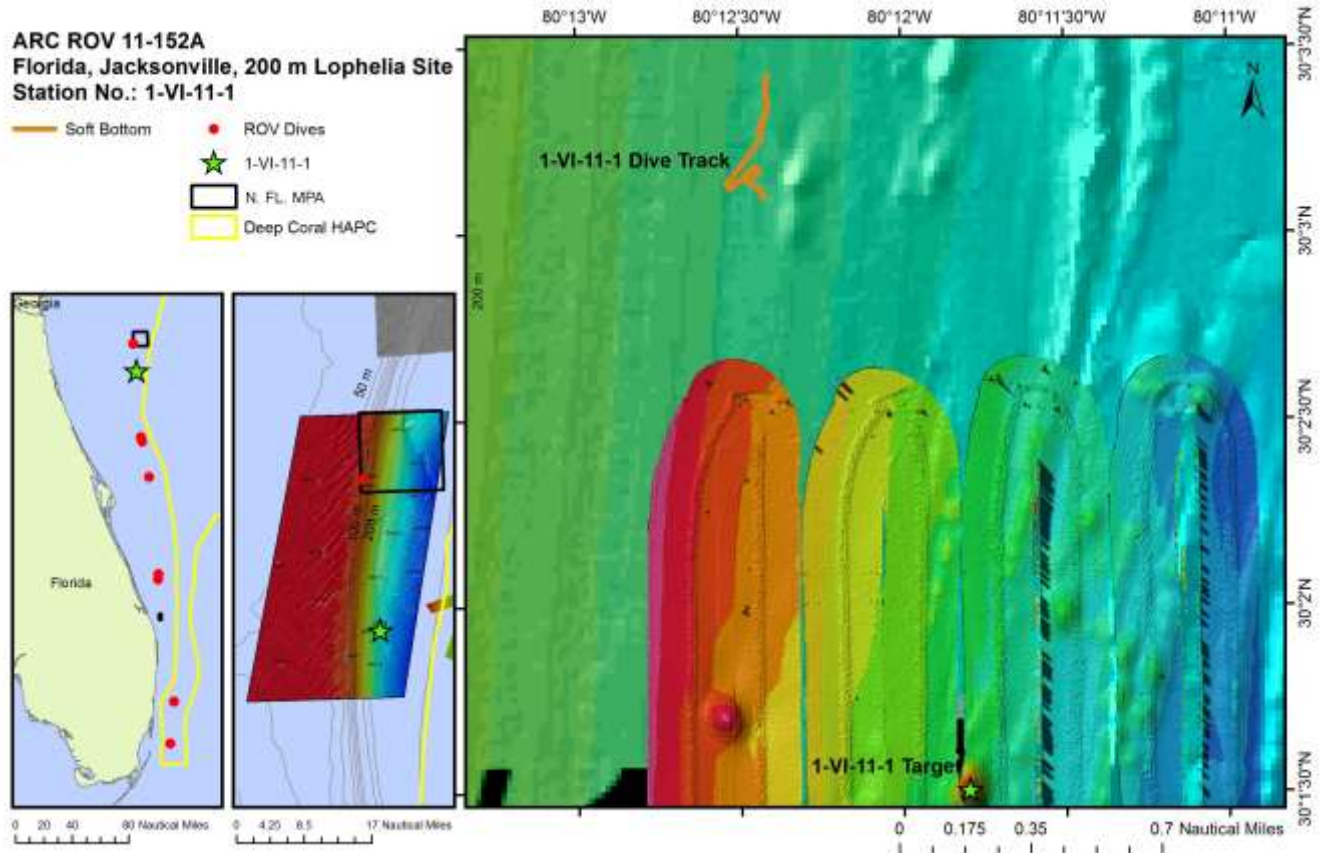 ARC ROV 11-152A
Florida, Jacksonville, 200 m Lophelia Site
Station No.: 1-VI-11-1
Soft Bottom
ROV Dives
1-VI-11-1
N. FL. MPA
Deep Coral HAPC
80°13'W 80°12'30"W 80°12'W 80°11'30"W 80°11'W
N
30°3'30"N
1-VI-11-1 Dive Track
30°3'N
200 m
30°2'30"N
30°2'N
1-VI-11-1 Target
30°1'30"N
Georgia
Florida
50 m
200 m
0 20 40 80 Nautical Miles
0 4.25 8.5 17 Nautical Miles
0 0.175 0.35 0.7 Nautical Miles